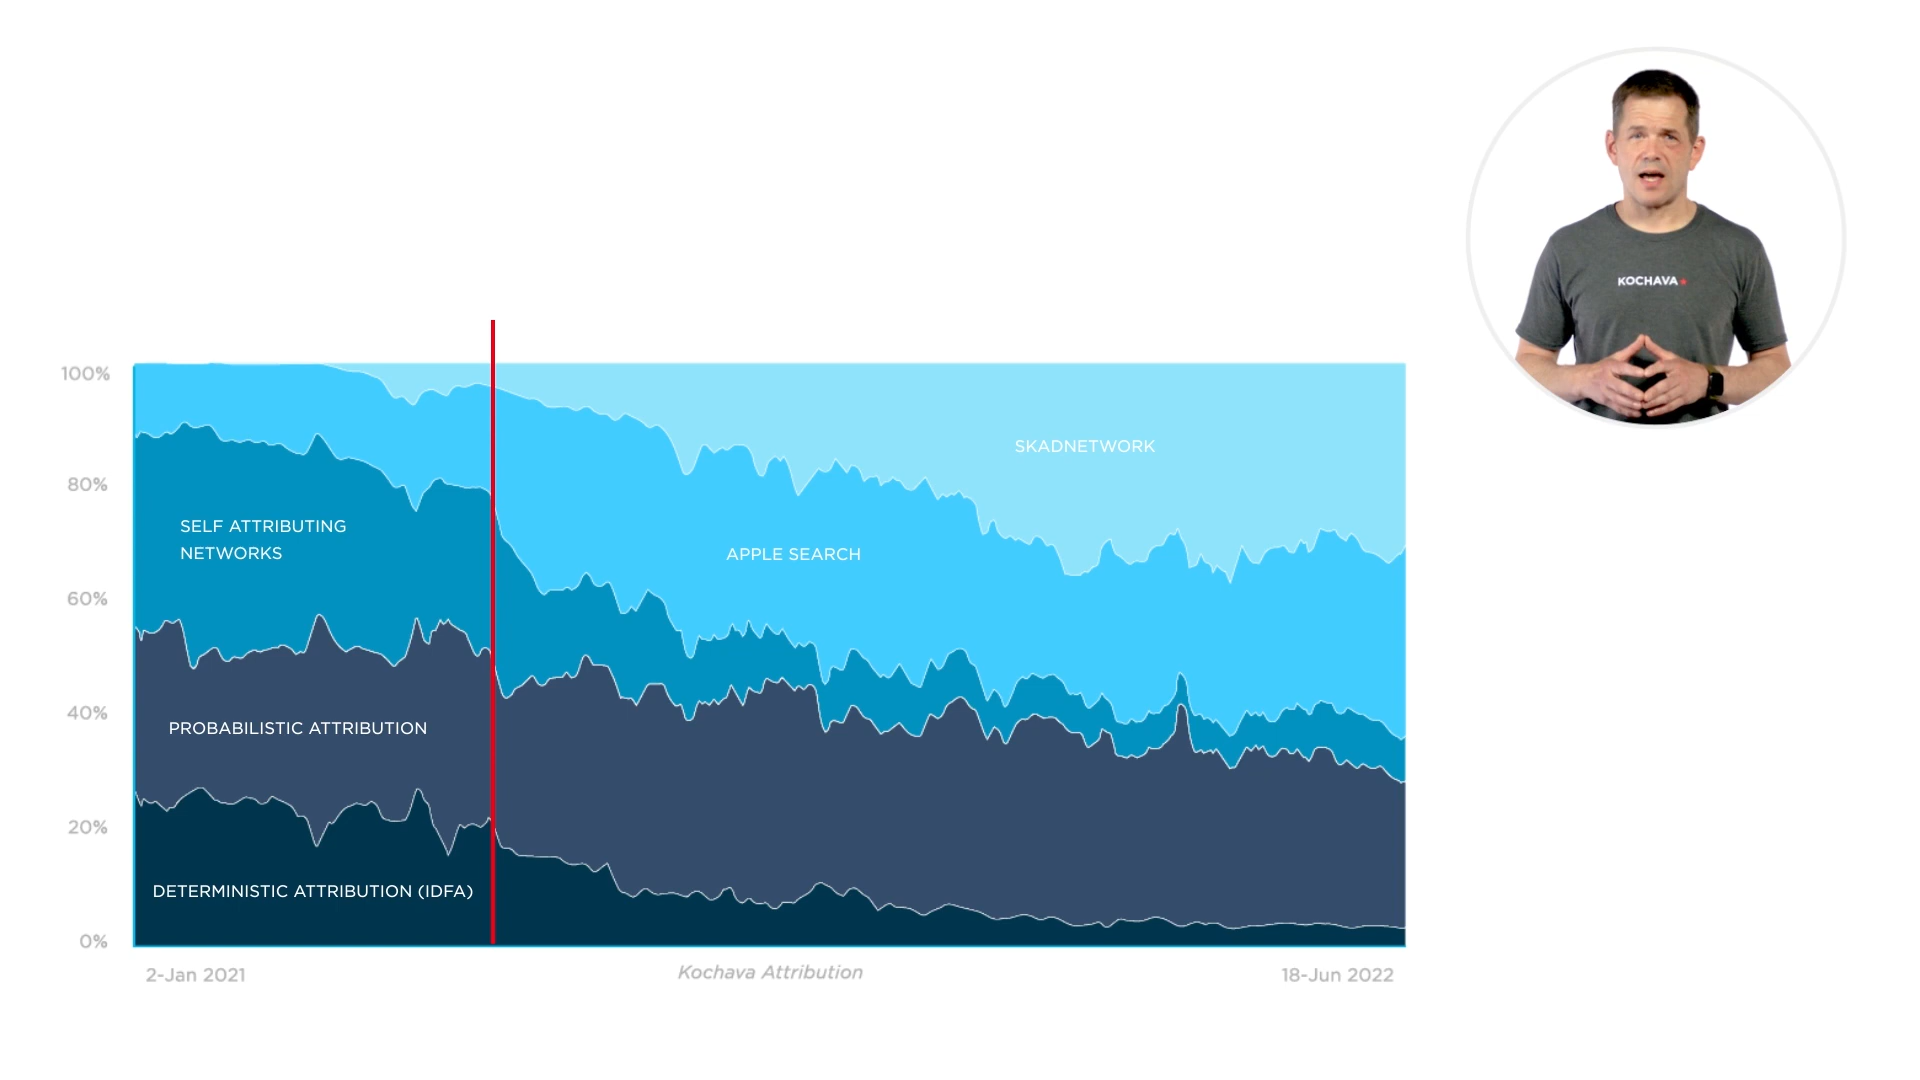 KOCHAVA
100%
80%
60%
40%
20%
0%
SKADNETWORK
APPLE SEARCH
SELF ATTRIBUTING
NETWORKS
PROBABILISTIC ATTRIBUTION
DETERMINISTIC ATTRIBUTION (IDFA)
2-Jan 2021
Kochava Attribution
18-Jun 2022